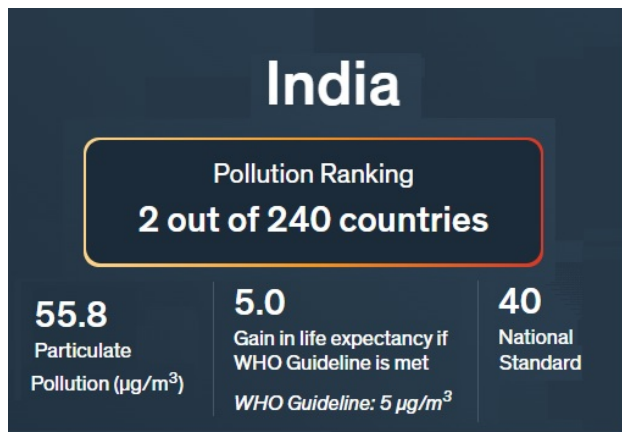 India
Pollution Ranking
2 out of 240 countries
55.8
Particulate
Pollution (µg/m³)
5.0
Gain in life expectancy if
WHO Guideline is met
WHO Guideline: 5 µg/m³
40
National
Standard